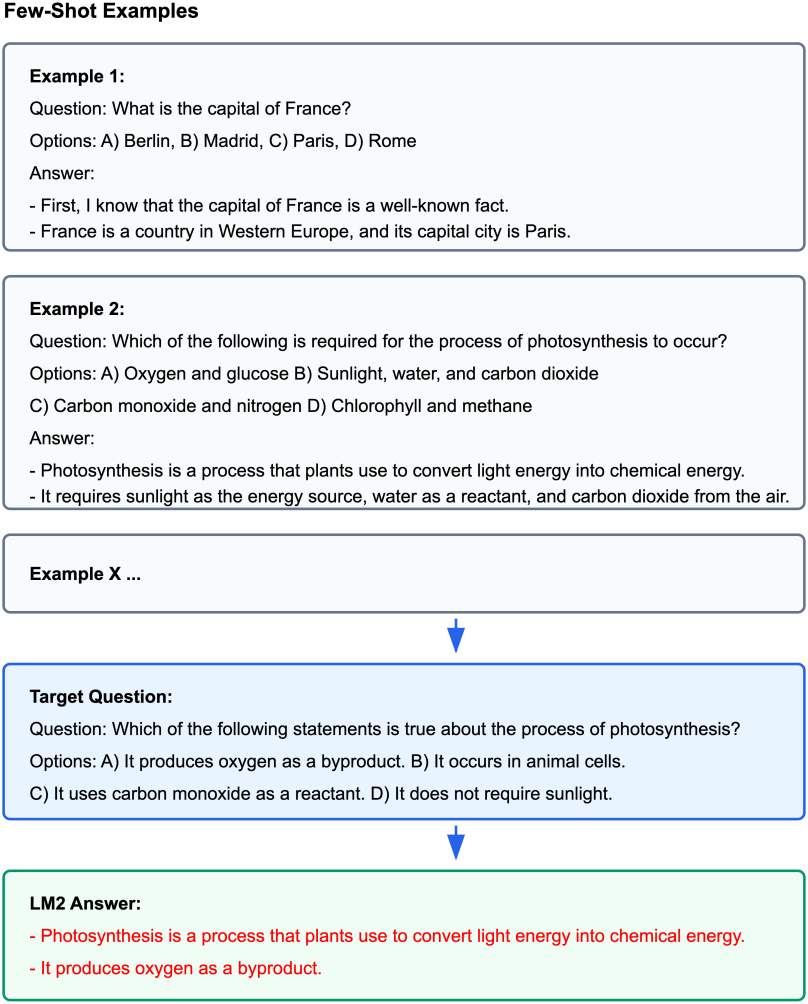 Few-Shot Examples
Example 1:
Question: What is the capital of France?
Options: A) Berlin, B) Madrid, C) Paris, D) Rome
Answer:
- First, I know that the capital of France is a well-known fact.
- France is a country in Western Europe, and its capital city is Paris.
Example 2:
Question: Which of the following is required for the process of photosynthesis to occur?
Options: A) Oxygen and glucose B) Sunlight, water, and carbon dioxide
C) Carbon monoxide and nitrogen D) Chlorophyll and methane
Answer:
- Photosynthesis is a process that plants use to convert light energy into chemical energy.
- It requires sunlight as the energy source, water as a reactant, and carbon dioxide from the air.
Example X ...
Target Question:
Question: Which of the following statements is true about the process of photosynthesis?
Options: A) It produces oxygen as a byproduct. B) It occurs in animal cells.
C) It uses carbon monoxide as a reactant. D) It does not require sunlight.
LM2 Answer:
- Photosynthesis is a process that plants use to convert light energy into chemical energy.
- It produces oxygen as a byproduct.